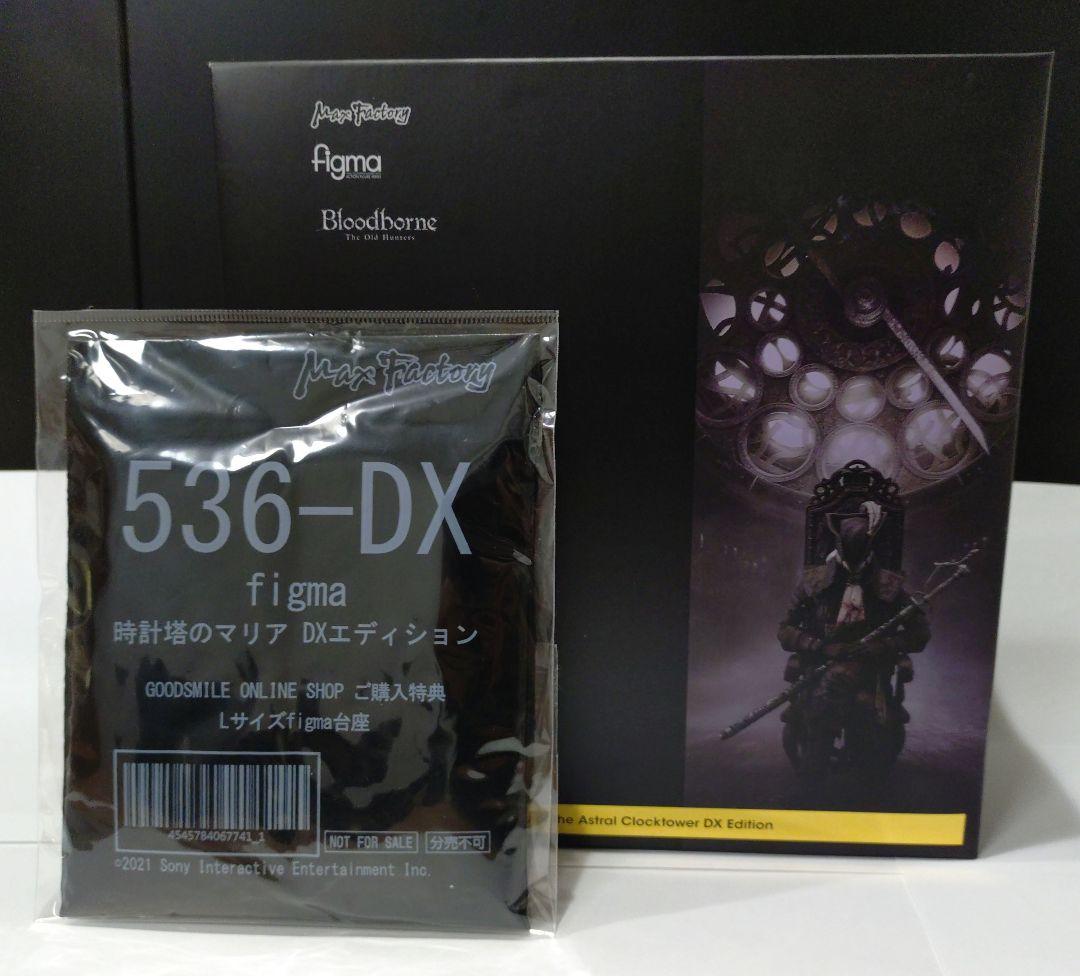 Max Factory
figma
Bloodborne
The Old Hunters
he Astral Clocktower DX Edition
Max Factory
536-DX
figma
時計塔のマリア DXエディション
GOODSMILE ONLINE SHOP ご購入特典
Lサイズfigma台座
4545784067741_1
NOT FOR SALE 分売不可
©2021 Sony Interactive Entertainment Inc.